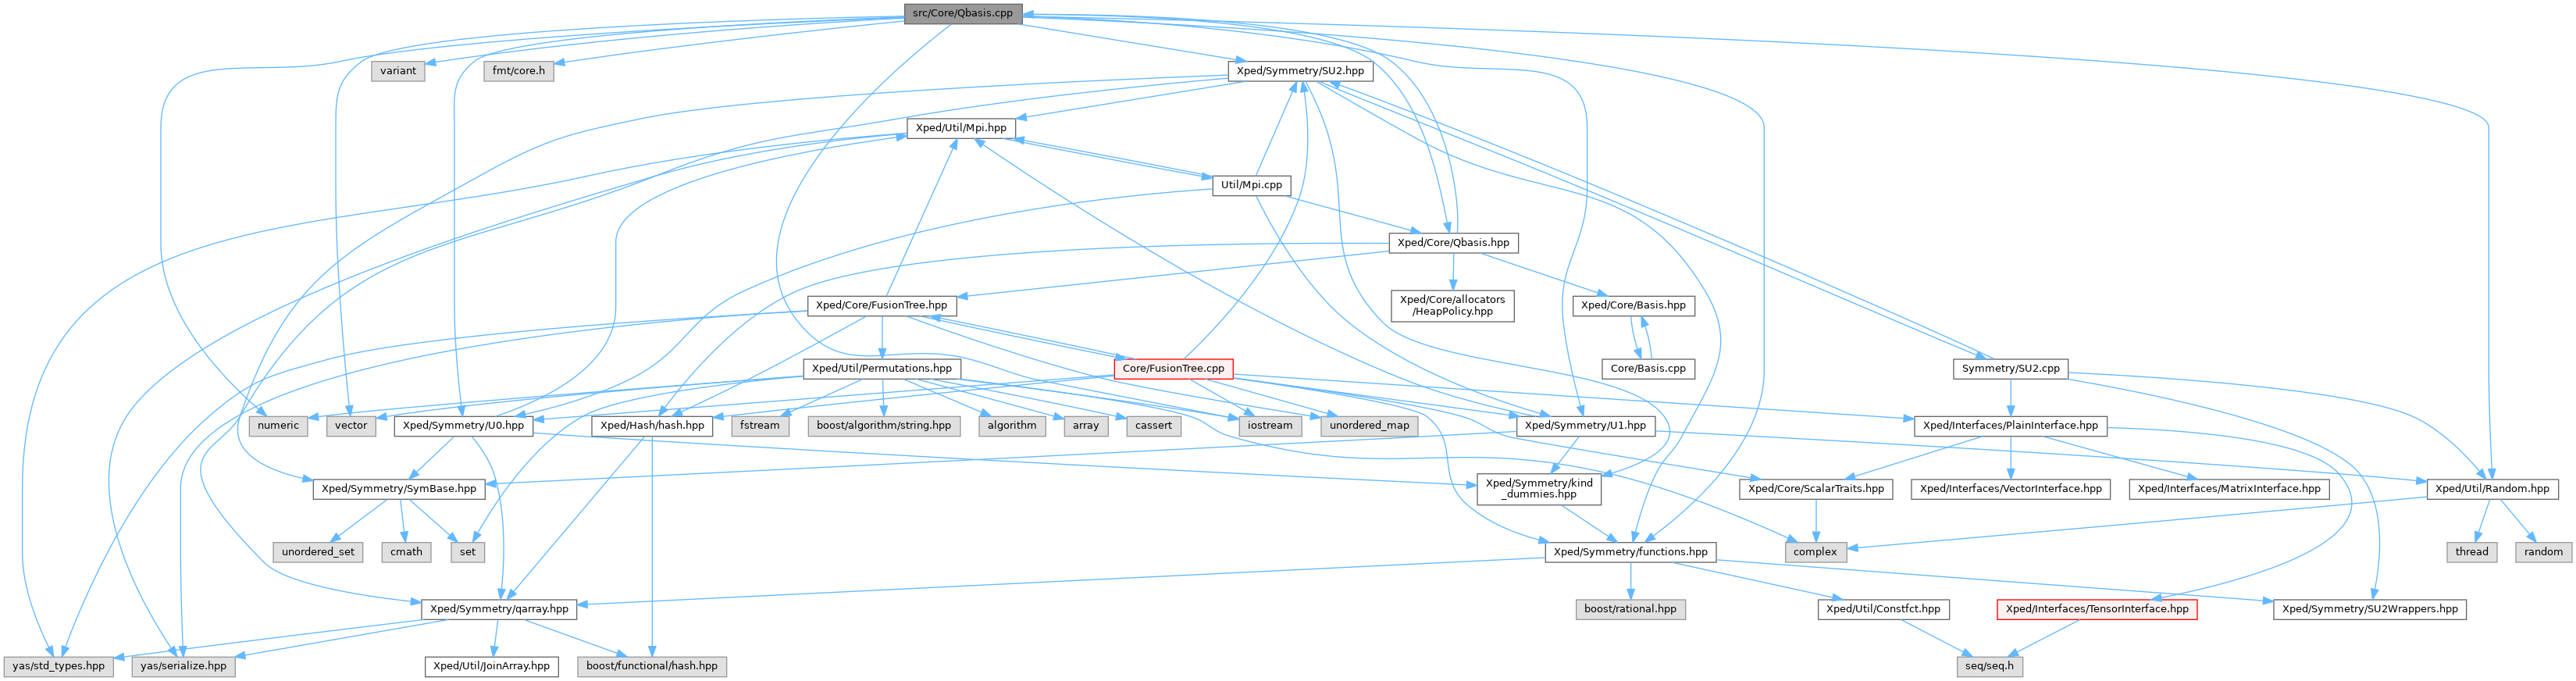 src/Core/Qbasis.cpp
variant
fmt/core.h
Xped/Symmetry/SU2.hpp
Xped/Util/Mpi.hpp
Util/Mpi.cpp
Xped/Core/Qbasis.hpp
Xped/Core/FusionTree.hpp
Xped/Core/allocators
/HeapPolicy.hpp
Xped/Core/Basis.hpp
Xped/Util/Permutations.hpp
Core/FusionTree.cpp
Core/Basis.cpp
Symmetry/SU2.cpp
numeric
vector
Xped/Symmetry/U0.hpp
Xped/Hash/hash.hpp
fstream
boost/algorithm/string.hpp
algorithm
array
cassert
iostream
unordered_map
Xped/Symmetry/U1.hpp
Xped/Interfaces/PlainInterface.hpp
Xped/Symmetry/SymBase.hpp
Xped/Symmetry/kind
_dummies.hpp
Xped/Core/ScalarTraits.hpp
Xped/Interfaces/VectorInterface.hpp
Xped/Interfaces/MatrixInterface.hpp
Xped/Util/Random.hpp
unordered_set
cmath
set
Xped/Symmetry/functions.hpp
complex
thread
random
Xped/Symmetry/qarray.hpp
boost/rational.hpp
Xped/Util/Constfct.hpp
Xped/Interfaces/TensorInterface.hpp
Xped/Symmetry/SU2Wrappers.hpp
yas/std_types.hpp
yas/serialize.hpp
Xped/Util/JoinArray.hpp
boost/functional/hash.hpp
seq/seq.h